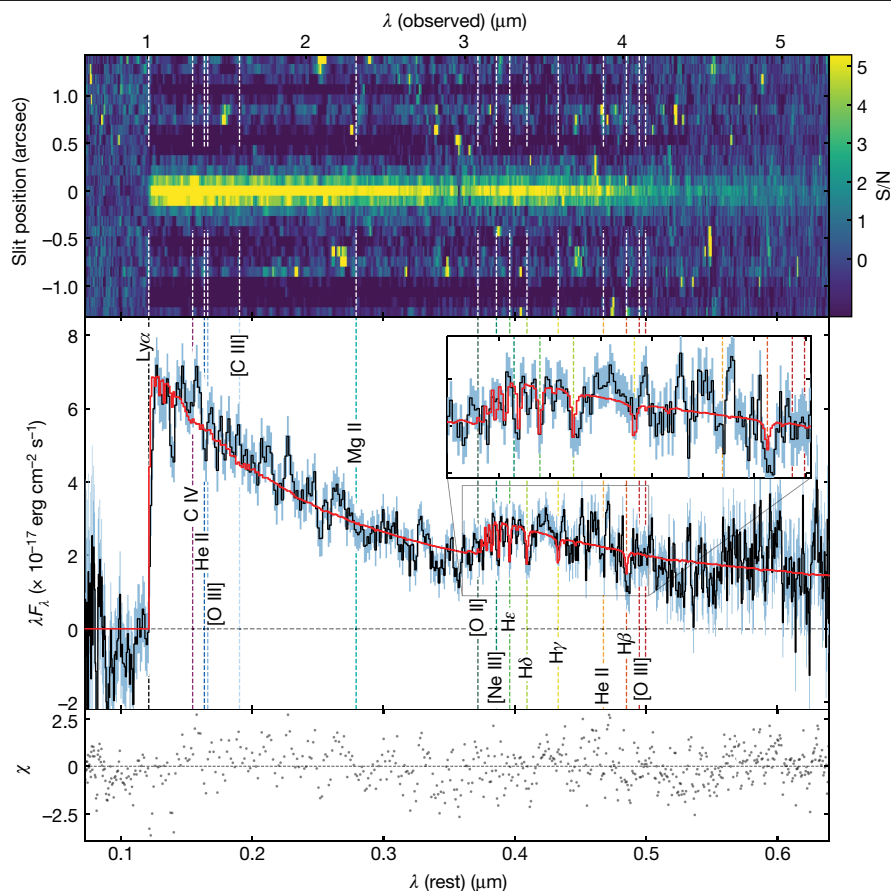 λ (observed) (μm)
1 2 3 4 5
Slit position (arcsec)
1.0
0.5
0
−0.5
−1.0
5
4
3
2
1
0
S/N
λFλ (× 10−17 erg cm−2 s−1)
8
6
4
2
0
−2
Lyα
C IV
He II
[O III]
[C III]
Mg II
[O II]
[Ne III]
Hε
Hδ
Hγ
He II
Hβ
[O III]
χ
2.5
0
−2.5
0.1 0.2 0.3 0.4 0.5 0.6
λ (rest) (μm)